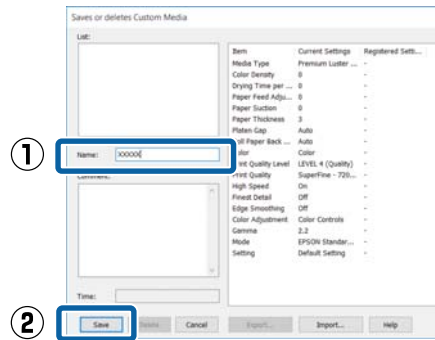 Saves or deletes Custom Media
List:
Item Current Settings Registered Setti...
Media Type Premium Luster ... -
Color Density 0 -
Drying Time per ... 0 -
Paper Feed Adju... 0 -
Paper Suction 0 -
Paper Thickness 3 -
Platen Gap Auto -
Roll Paper Back ... Auto -
① Name: XXXXX Color Color -
Print Quality Level LEVEL 4 (Quality) -
Comment: Print Quality SuperFine - 720... -
High Speed On -
Finest Detail Off -
Edge Smoothing Off -
Color Adjustment Color Controls -
Gamma 2.2 -
Mode EPSON Standar... -
Setting Default Setting -
Time:
② Save Delete Cancel Export... Import... Help